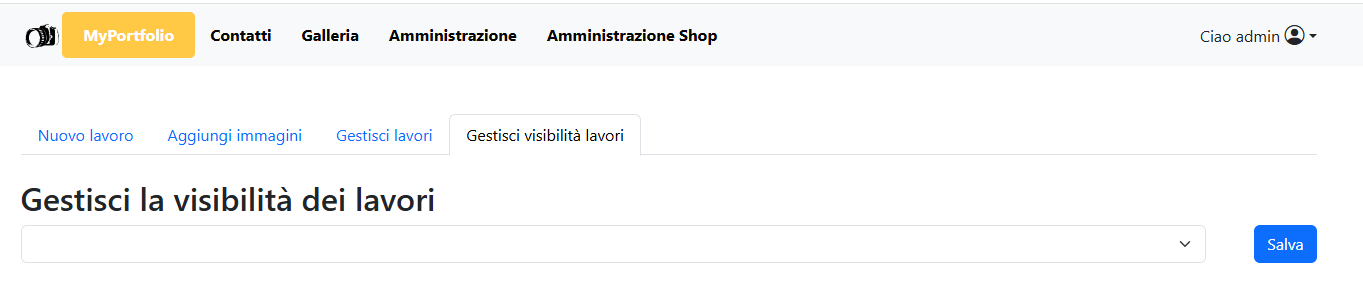 MyPortfolio Contatti Galleria Amministrazione Amministrazione Shop Ciao admin
Nuovo lavoro Aggiungi immagini Gestisci lavori Gestisci visibilità lavori
Gestisci la visibilità dei lavori
Salva